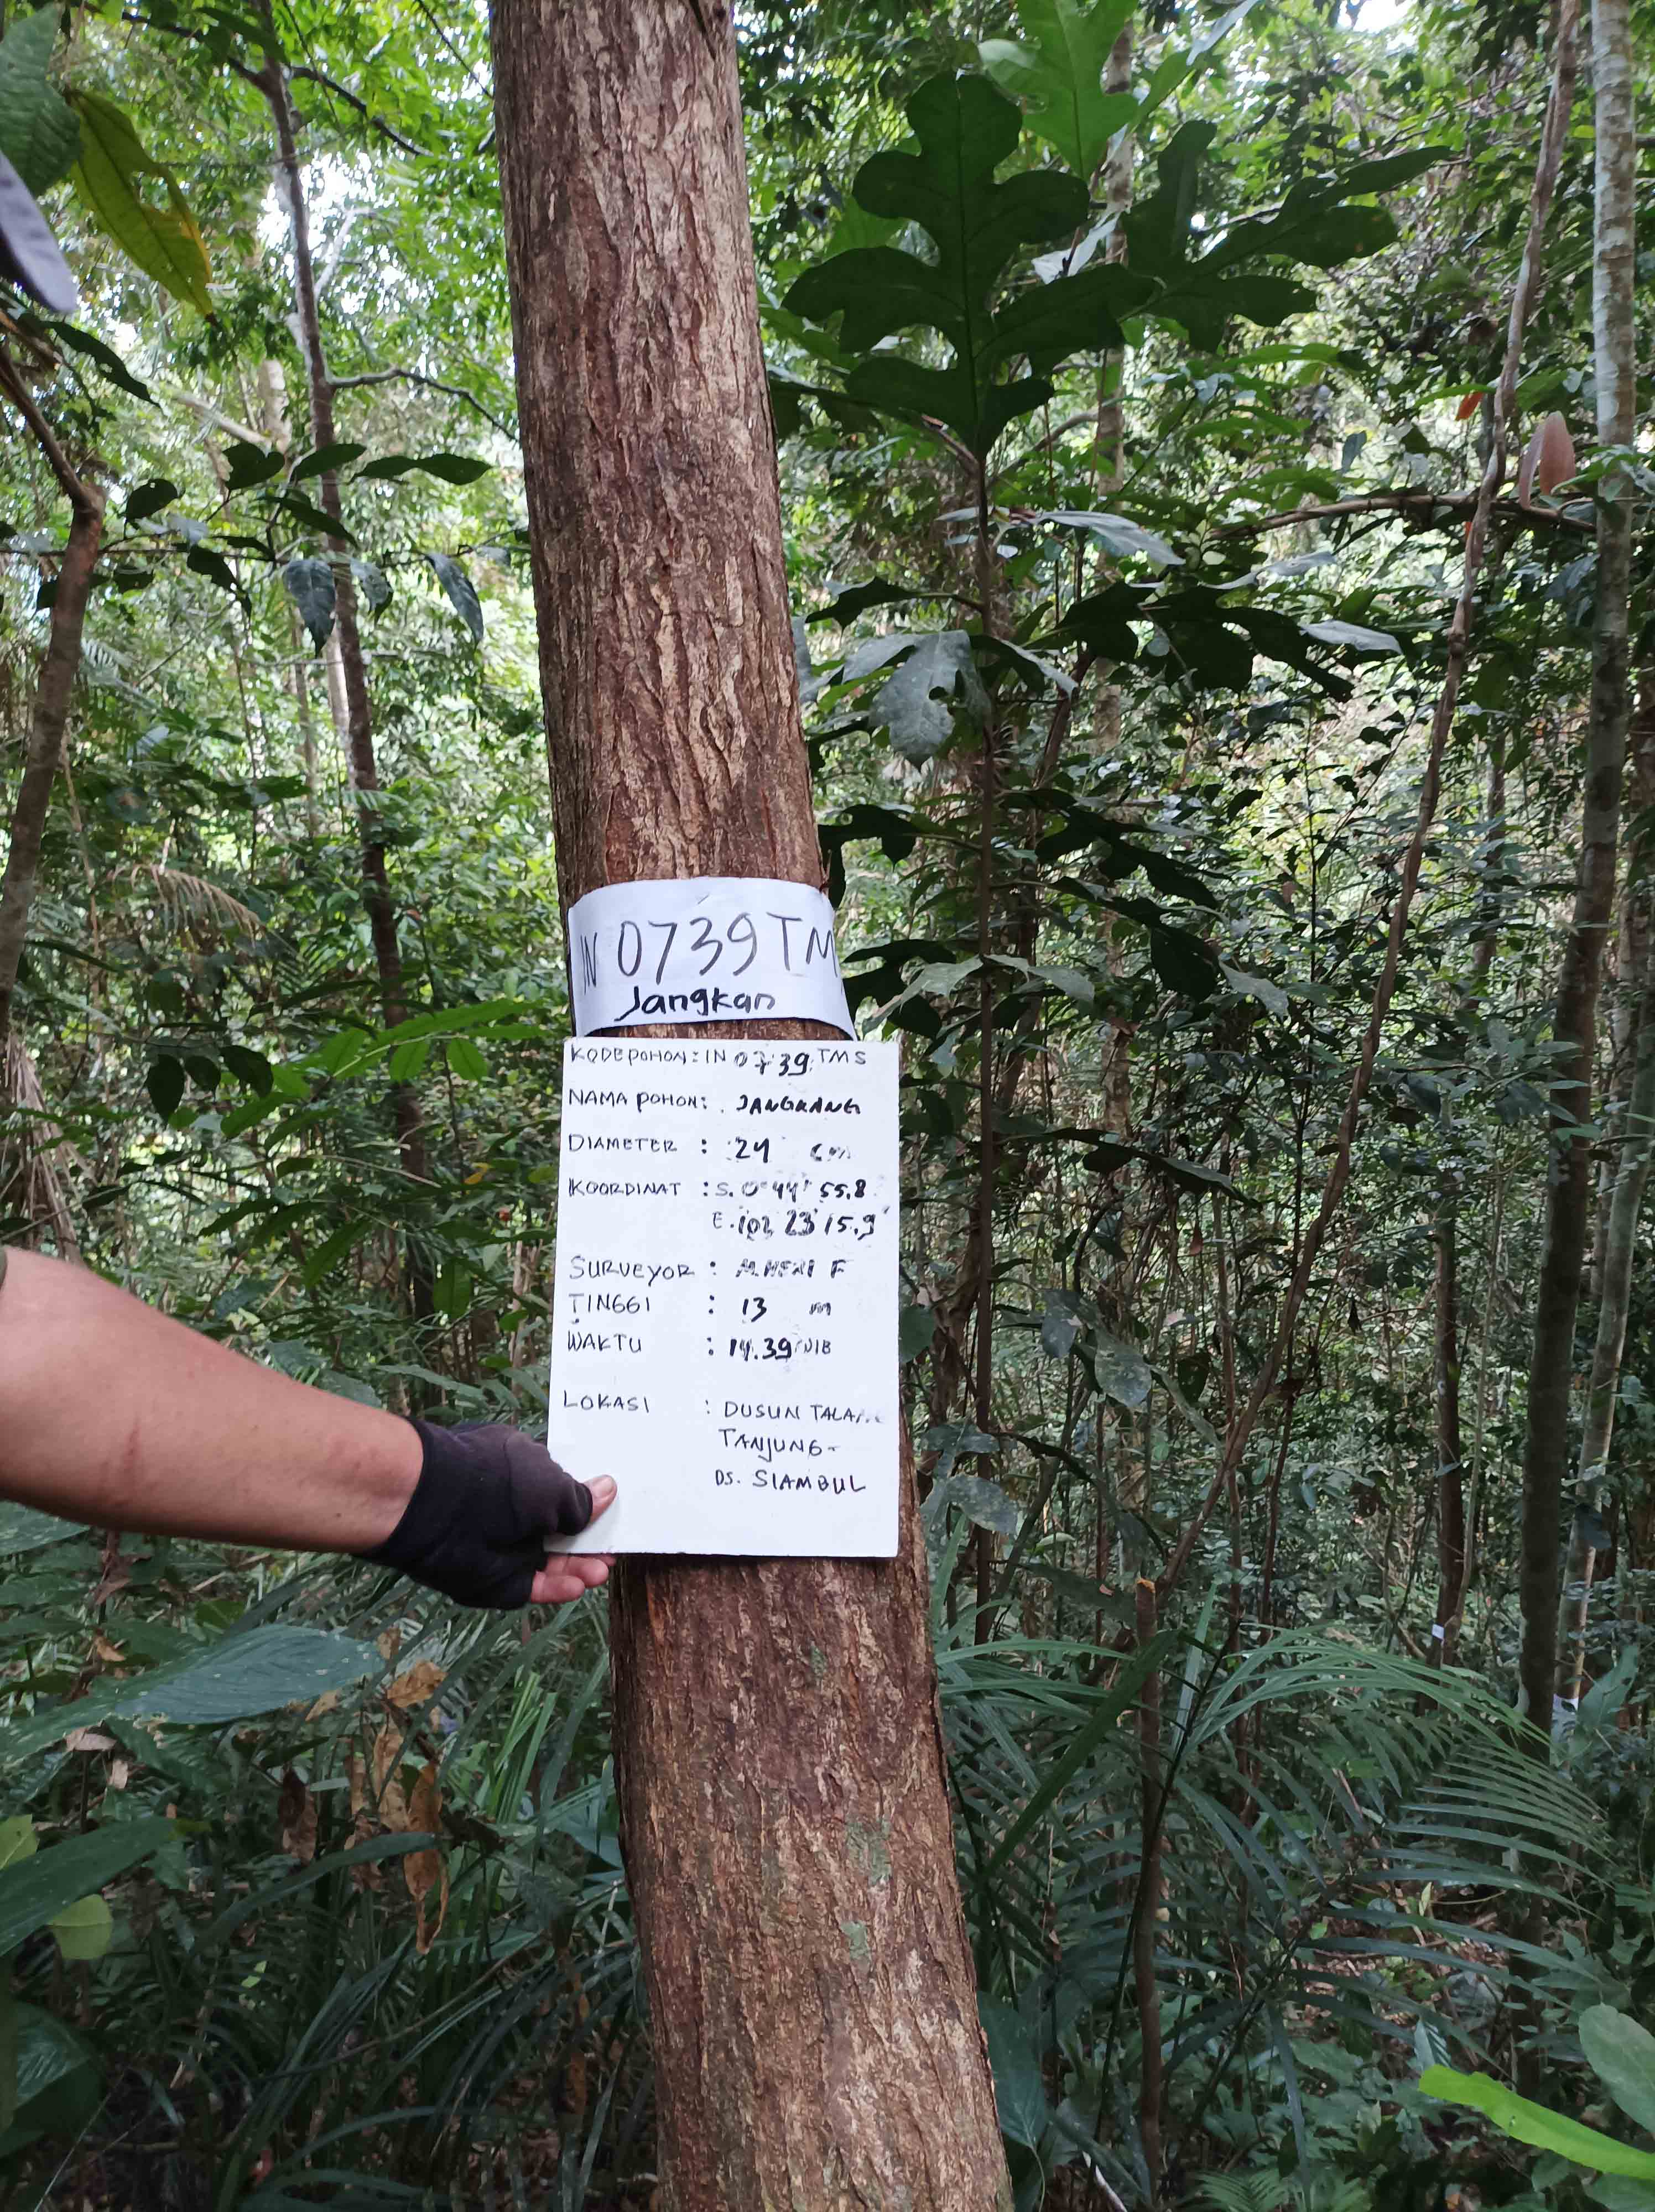 IN 0739 TM
Jangkan
KODE POHON : IN 0739 TMS
NAMA POHON : JANGKANG
DIAMETER : 24 cm
KOORDINAT : S. 0° 44' 55.8
E. 102 23' 15.9"
SURVEYOR : M. HERI F
TINGGI : 13 m
WAKTU : 14.39 WIB
LOKASI : DUSUN TALA
TANJUNG -
DS. SIAMBUL